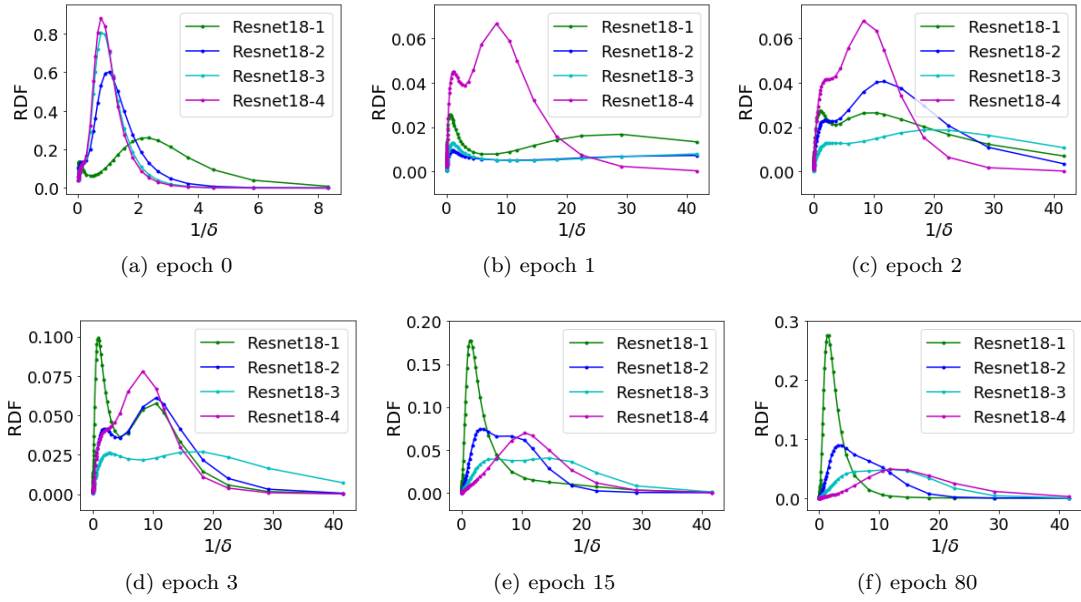 RDF
0.8
0.6
0.4
0.2
0.0
0 2 4 6 8
1/δ
Resnet18-1
Resnet18-2
Resnet18-3
Resnet18-4
(a) epoch 0
RDF
0.06
0.04
0.02
0.00
0 10 20 30 40
1/δ
Resnet18-1
Resnet18-2
Resnet18-3
Resnet18-4
(b) epoch 1
RDF
0.06
0.04
0.02
0.00
0 10 20 30 40
1/δ
Resnet18-1
Resnet18-2
Resnet18-3
Resnet18-4
(c) epoch 2
RDF
0.100
0.075
0.050
0.025
0.000
0 10 20 30 40
1/δ
Resnet18-1
Resnet18-2
Resnet18-3
Resnet18-4
(d) epoch 3
RDF
0.20
0.15
0.10
0.05
0.00
0 10 20 30 40
1/δ
Resnet18-1
Resnet18-2
Resnet18-3
Resnet18-4
(e) epoch 15
RDF
0.3
0.2
0.1
0.0
0 10 20 30 40
1/δ
Resnet18-1
Resnet18-2
Resnet18-3
Resnet18-4
(f) epoch 80